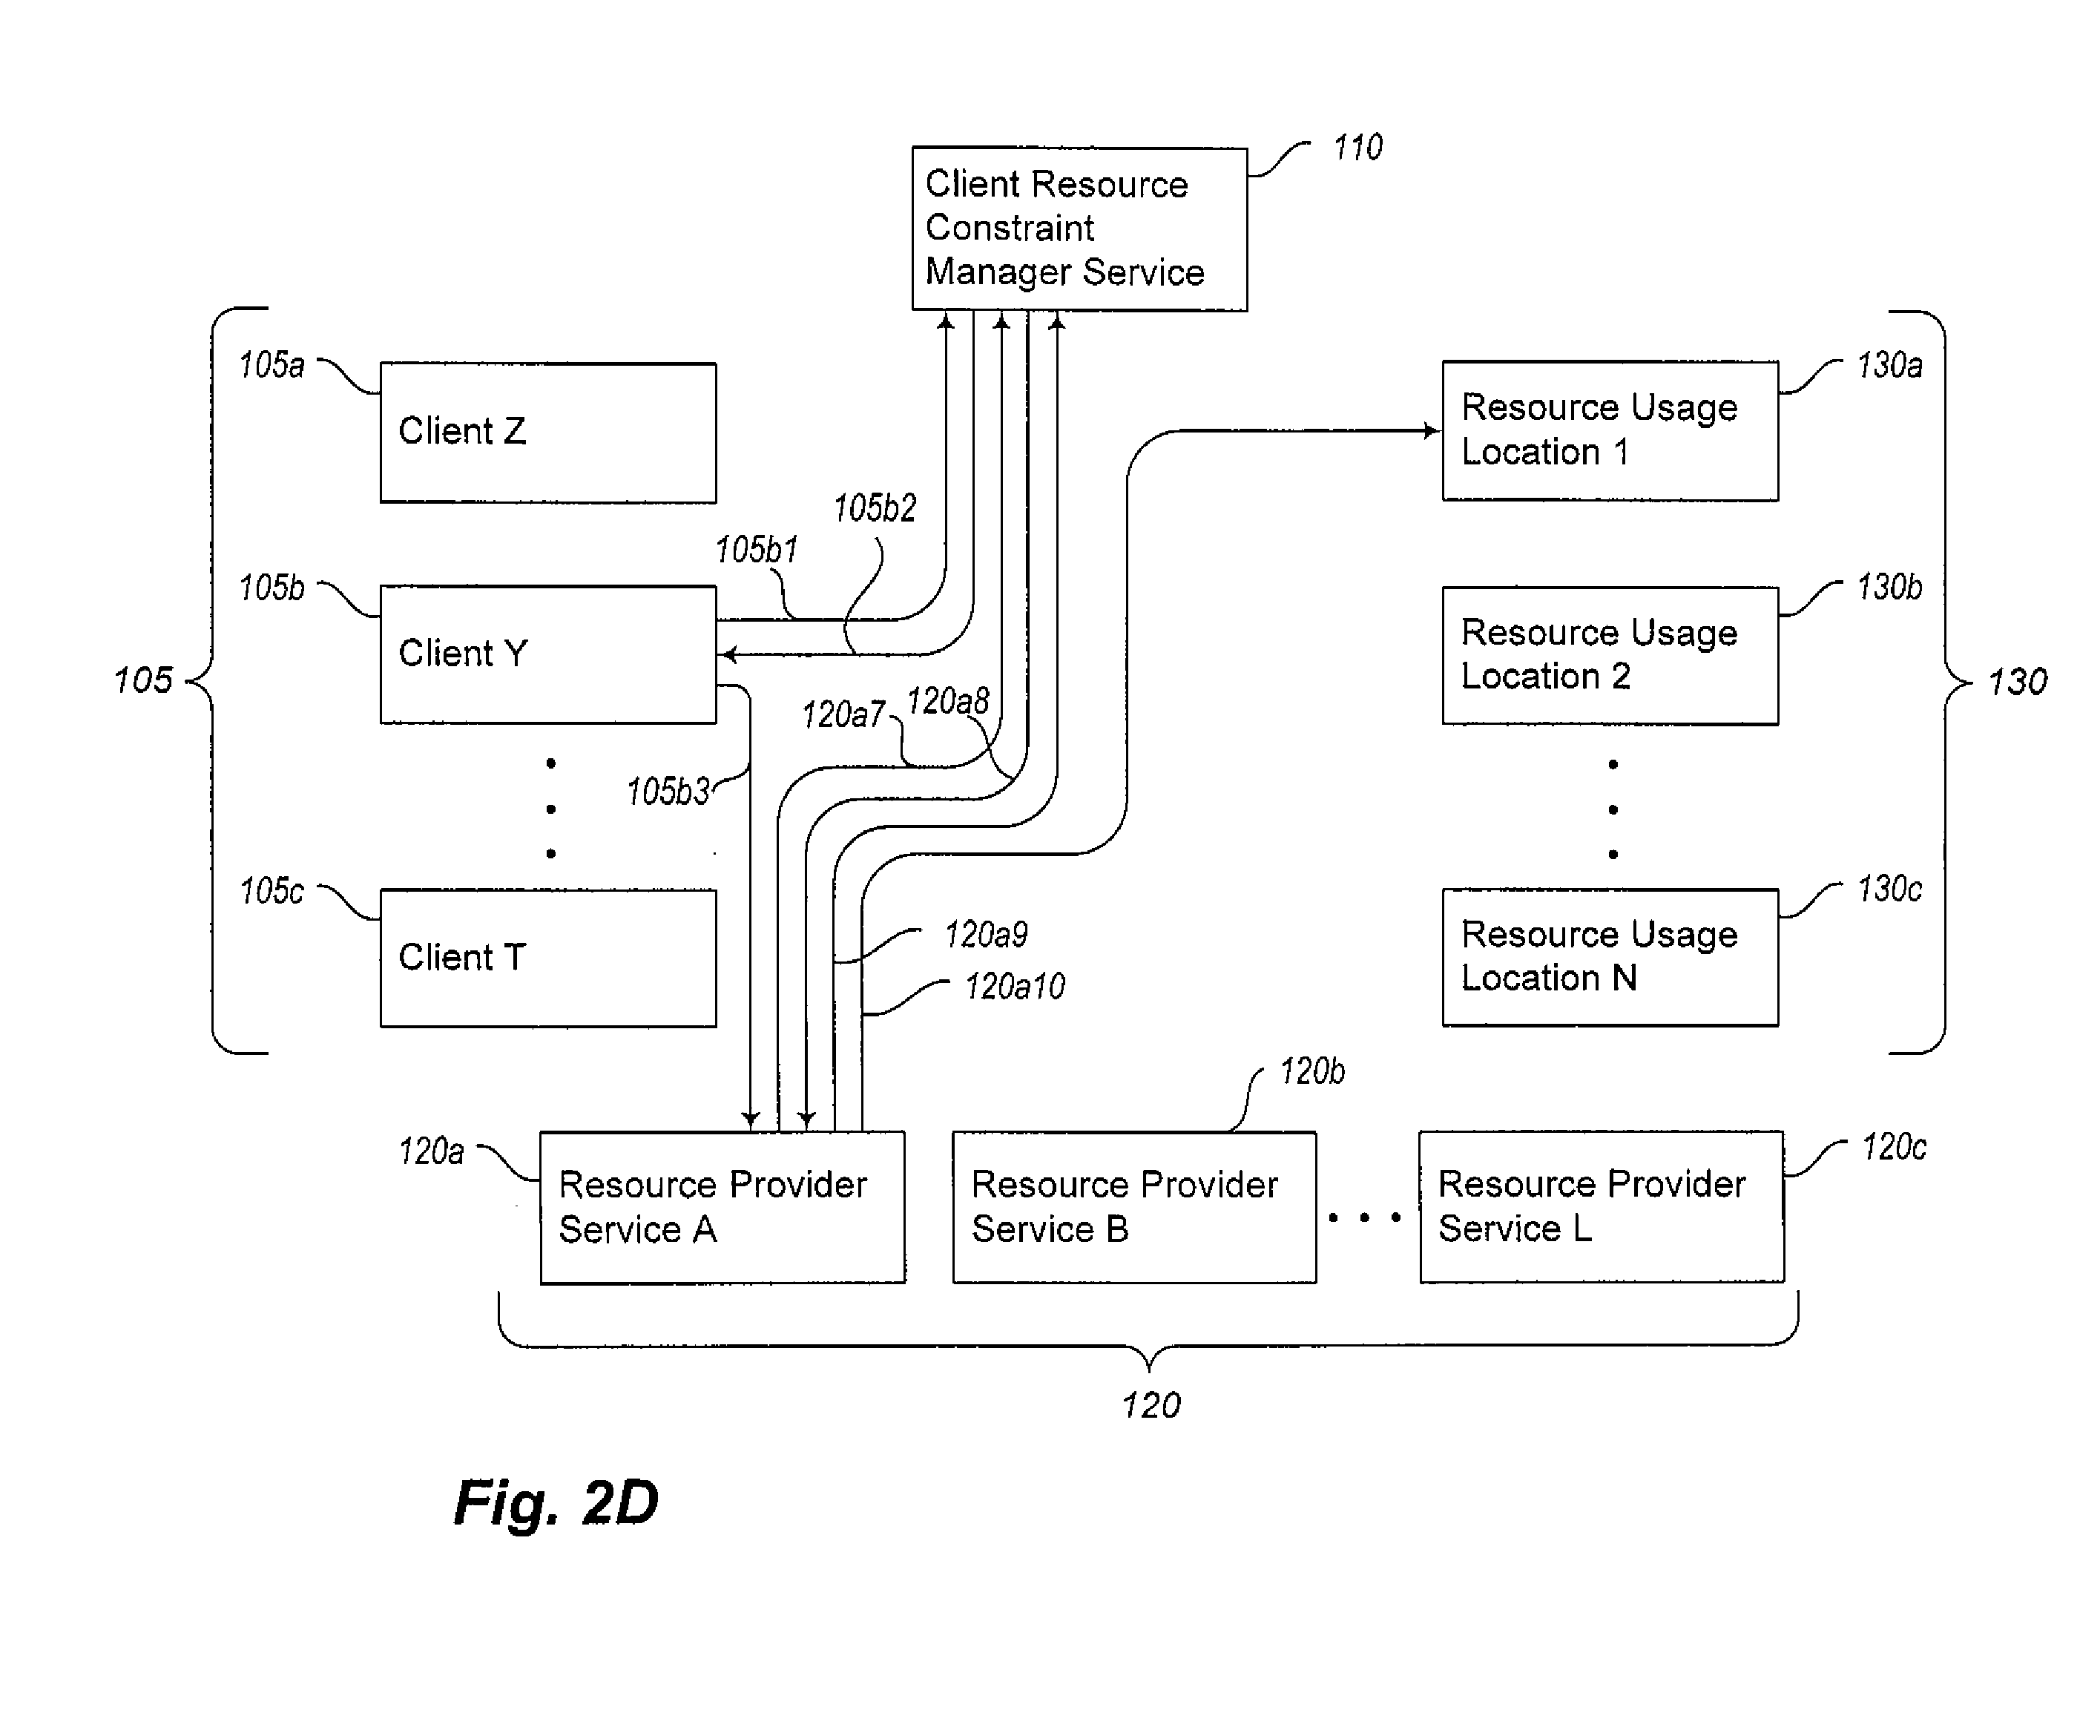 110
Client Resource
Constraint
Manager Service
105a
Client Z
130a
Resource Usage
Location 1
105b2
105b1
105b
Client Y
130b
Resource Usage
Location 2
105
130
120a7
120a8
105b3
105c
Client T
130c
Resource Usage
Location N
120a9
120a10
120b
120a
Resource Provider
Service A
Resource Provider
Service B
120c
Resource Provider
Service L
120
Fig. 2D